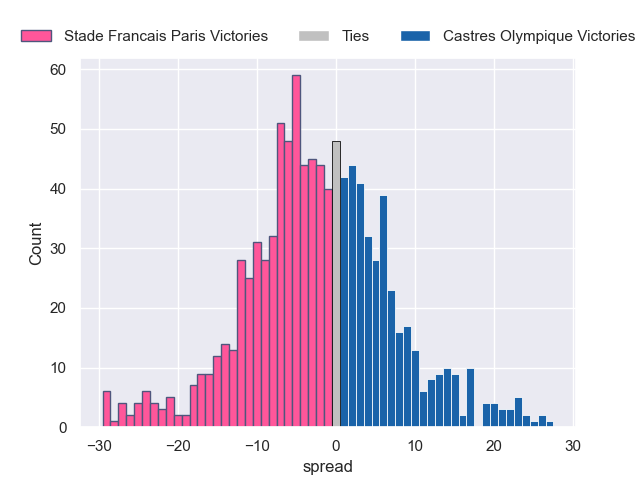 Stade Francais Paris Victories Ties Castres Olympique Victories
60
50
40
30
20
10
0
Count
−30 −20 −10 0 10 20 30
spread